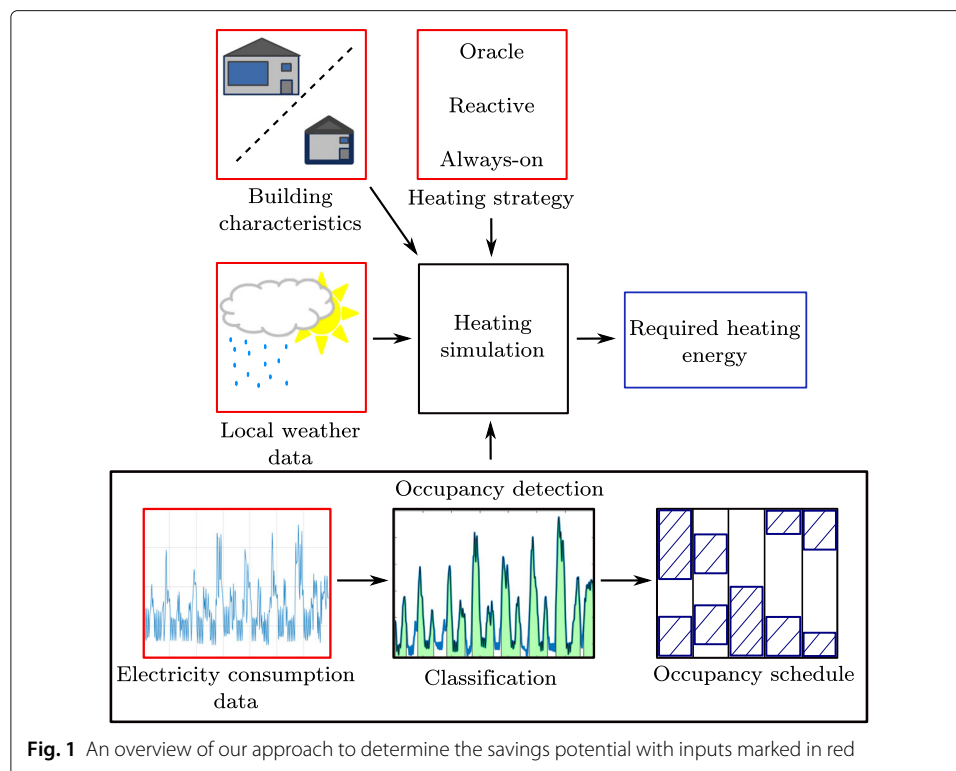 Oracle
Reactive
Always-on
Building
characteristics
Heating strategy
Heating
simulation
Required heating
energy
Local weather
data
Occupancy detection
Electricity consumption
data
Classification
Occupancy schedule
Fig. 1 An overview of our approach to determine the savings potential with inputs marked in red